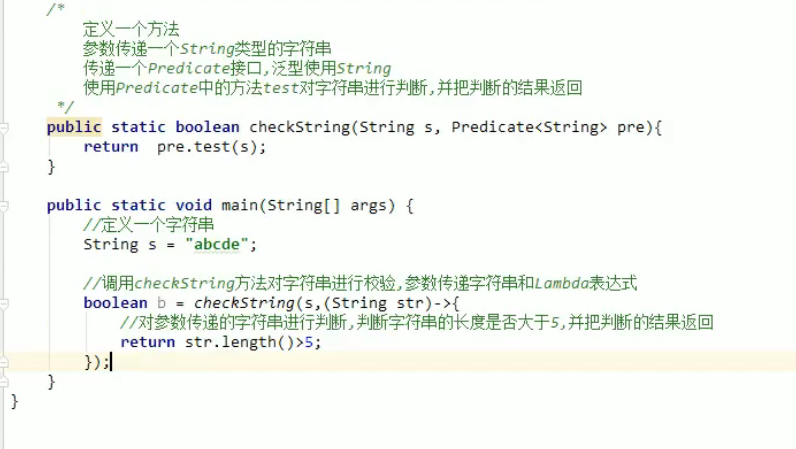 /*
定义一个方法
参数传递一个String类型的字符串
传递一个Predicate接口,泛型使用String
使用Predicate中的方法test对字符串进行判断,并把判断的结果返回
*/
public static boolean checkString(String s, Predicate<String> pre){
return  pre.test(s);
}
public static void main(String[] args) {
//定义一个字符串
String s = "abcde";
//调用checkString方法对字符串进行校验,参数传递字符串和Lambda表达式
boolean b = checkString(s,(String str)->{
//对参数传递的字符串进行判断,判断字符串的长度是否大于5,并把判断的结果返回
return str.length()>5;
});
}
}